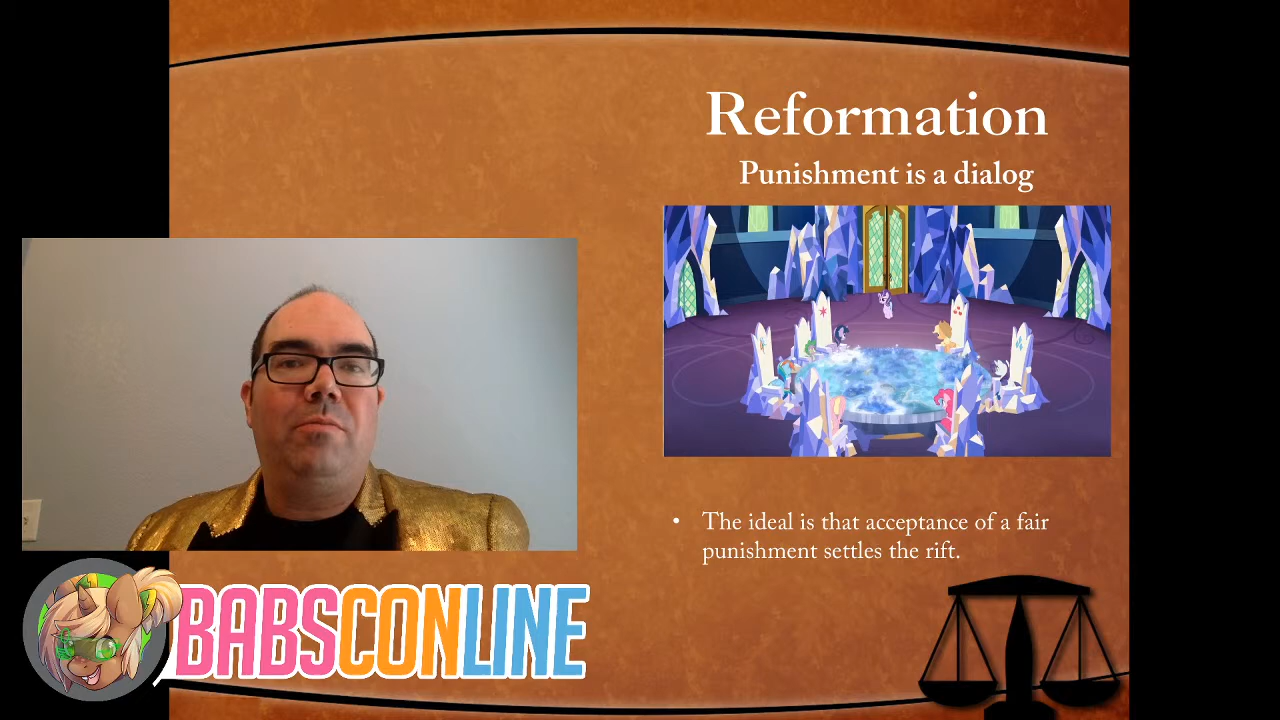 Reformation
Punishment is a dialog
• The ideal is that acceptance of a fair
punishment settles the rift.
BABSCONLINE